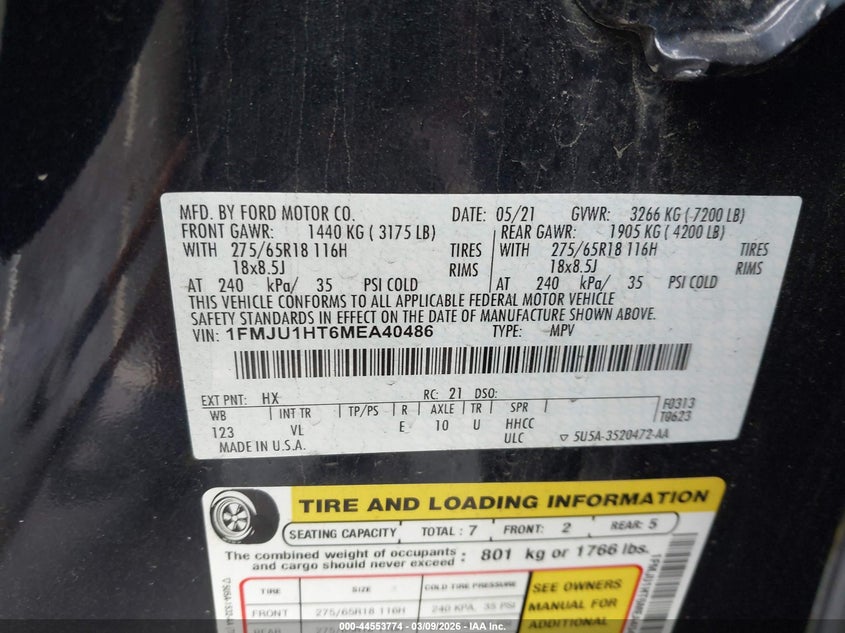 MFD. BY FORD MOTOR CO. DATE: 05/21 GVWR: 3266 KG ( 7200 LB)
FRONT GAWR: 1440 KG ( 3175 LB) REAR GAWR: 1905 KG ( 4200 LB)
WITH 275/65R18 116H TIRES WITH 275/65R18 116H TIRES
18x8.5J RIMS 18x8.5J RIMS
AT 240 kPa/ 35 PSI COLD AT 240 kPa/ 35 PSI COLD
THIS VEHICLE CONFORMS TO ALL APPLICABLE FEDERAL MOTOR VEHICLE
SAFETY STANDARDS IN EFFECT ON THE DATE OF MANUFACTURE SHOWN ABOVE.
VIN: 1FMJU1HT6MEA40486 TYPE: MPV
EXT PNT: HX RC: 21 DSO:
WB INT TR TP/PS R AXLE TR SPR F0313
123 VL E 10 U HHCC T0623
ULC ▽ 5U5A-3520472-AA
MADE IN U.S.A.
TIRE AND LOADING INFORMATION
SEATING CAPACITY TOTAL : 7 FRONT: 2 REAR: 5
The combined weight of occupants and cargo should never exceed : 801 kg or 1766 lbs.
TIRE SIZE COLD TIRE PRESSURE
FRONT 275/65R18 116H 240 KPA, 35 PSI
REAR
SEE OWNERS
MANUAL FOR
ADDITIONAL
000-44553774 | 03/09/2026 - IAA Inc.